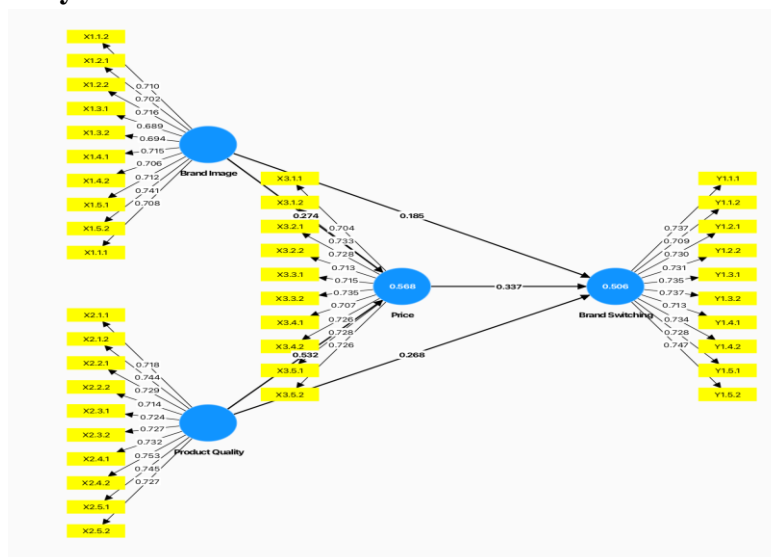 X1.1.2
X1.2.1
X1.2.2
X1.3.1
X1.3.2
X1.4.1
X1.4.2
X1.5.1
X1.5.2
X1.1.1
0.710
0.702
0.716
0.689
0.694
0.715
0.706
0.712
0.741
0.708
Brand Image
X2.1.1
X2.1.2
X2.2.1
X2.2.2
X2.3.1
X2.3.2
X2.4.1
X2.4.2
X2.5.1
X2.5.2
0.718
0.744
0.729
0.714
0.724
0.727
0.732
0.753
0.745
0.727
Product Quality
X3.1.1
X3.1.2
X3.2.1
X3.2.2
X3.3.1
X3.3.2
X3.4.1
X3.4.2
X3.5.1
X3.5.2
0.274
0.532
0.704
0.733
0.728
0.713
0.715
0.735
0.707
0.726
0.728
0.726
0.568
Price
0.185
0.337
0.268
0.506
Brand Switching
0.737
0.709
0.730
0.731
0.735
0.737
0.713
0.734
0.728
0.747
Y1.1.1
Y1.1.2
Y1.2.1
Y1.2.2
Y1.3.1
Y1.3.2
Y1.4.1
Y1.4.2
Y1.5.1
Y1.5.2